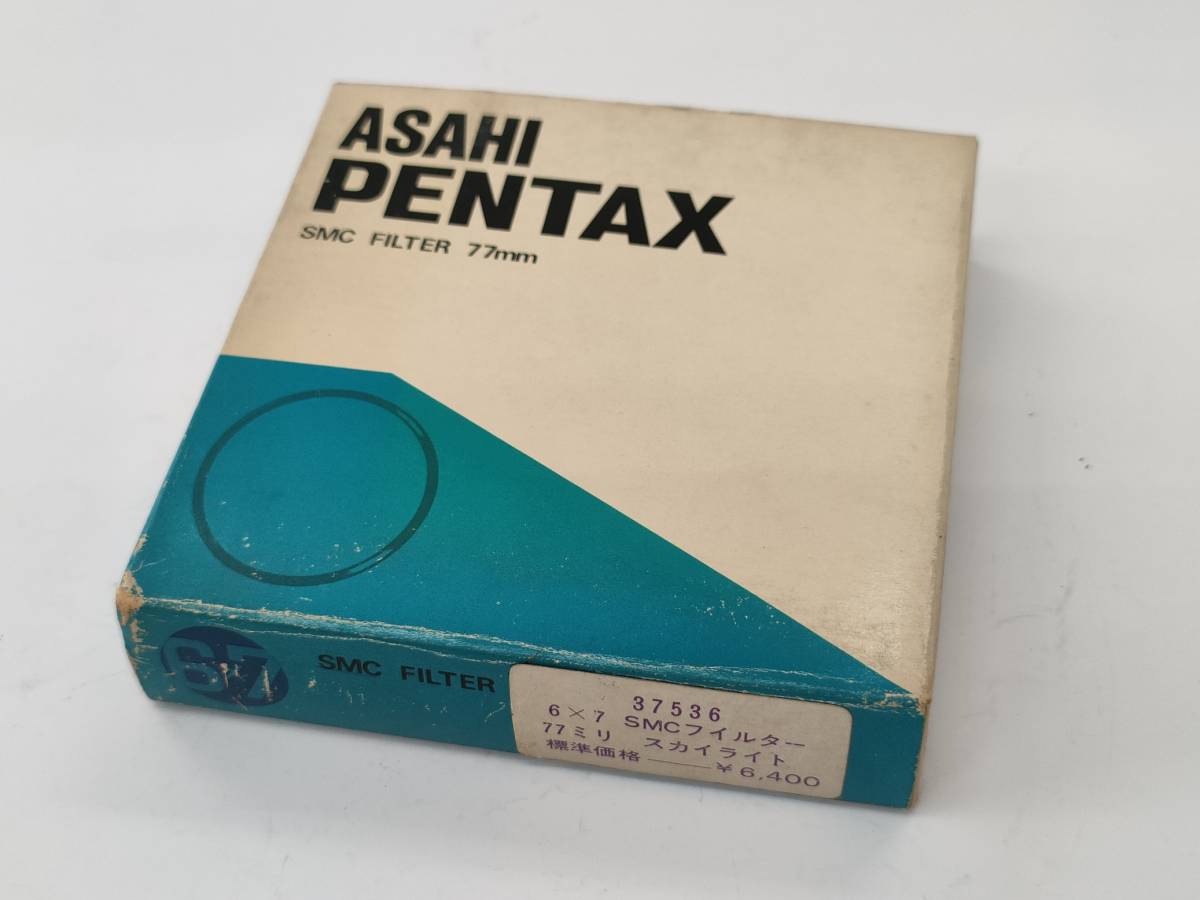 ASAHI
PENTAX
SMC FILTER 77mm
67
SMC FILTER
37536
6×7 SMCフイルター
77ミリ スカイライト
標準価格 ―― ¥6,400